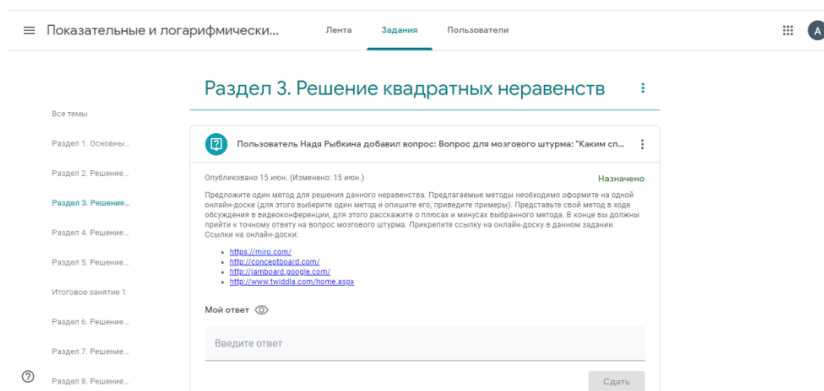 Показательные и логарифмически...
Лента
Задания
Пользователи
A
Раздел 3. Решение квадратных неравенств
Все темы
Раздел 1. Основны...
Раздел 2. Решение...
Раздел 3. Решение...
Раздел 4. Решение...
Раздел 5. Решение...
Итоговое занятие 1
Раздел 6. Решение...
Раздел 7. Решение...
Раздел 8. Решение...
Пользователь Надя Рыбкина добавил вопрос: Вопрос для мозгового штурма: "Каким сп...
Опубликовано 15 июн. (Изменено: 15 июн.)
Назначено
Предложите один метод для решения данного неравенства. Предлагаемые методы необходимо оформите на одной
онлайн-доске (для этого выберите один метод и опишите его, приведите примеры). Представьте свой метод в ходе
обсуждения в видеоконференции, для этого расскажите о плюсах и минусах выбранного метода. В конце вы должны
прийти к точному ответу на вопрос мозгового штурма. Прикрепите ссылку на онлайн-доску в данном задании.
Ссылки на онлайн-доски:
https://miro.com/
http://conceptboard.com/
http://jamboard.google.com/
http://www.twiddla.com/home.aspx
Мой ответ
Введите ответ
Сдать